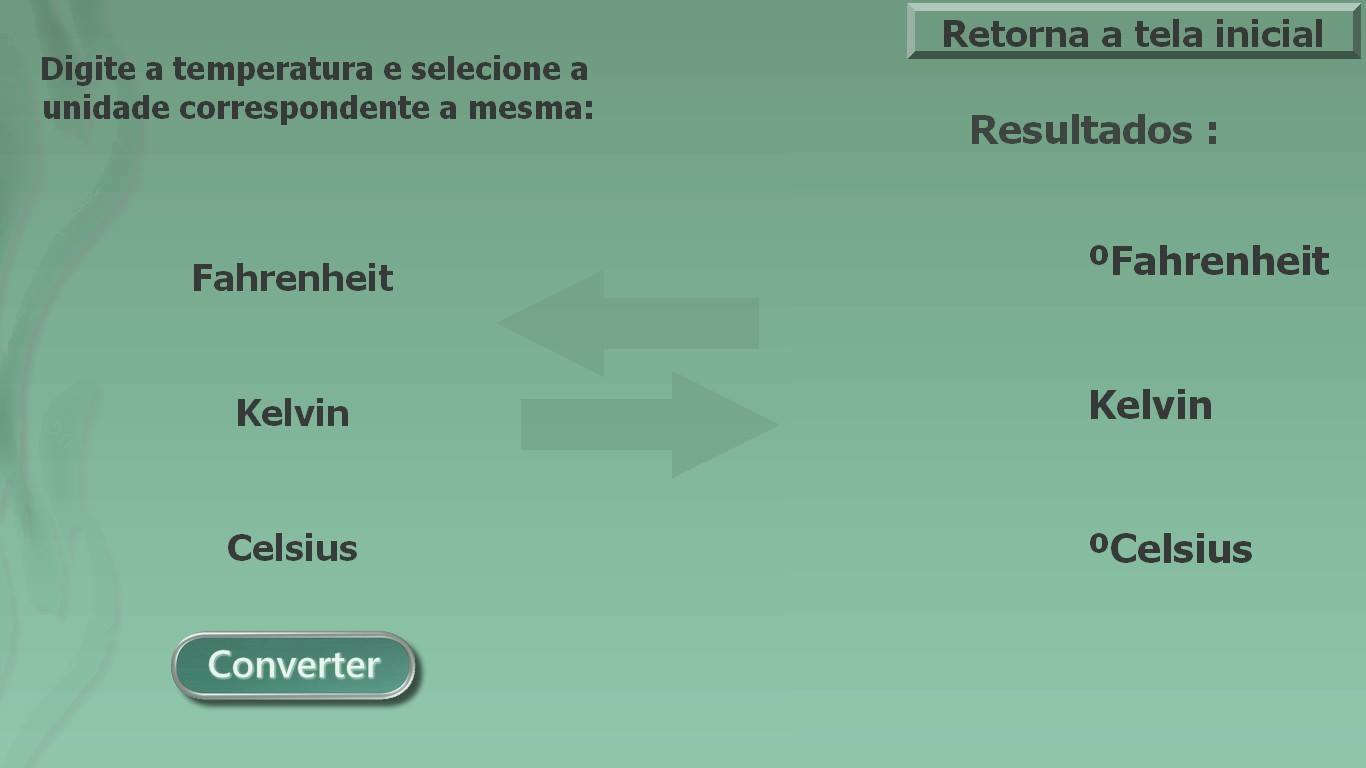 Retorna a tela inicial
Digite a temperatura e selecione a
unidade correspondente a mesma:
Resultados :
Fahrenheit
ºFahrenheit
Kelvin
Kelvin
Celsius
ºCelsius
Converter